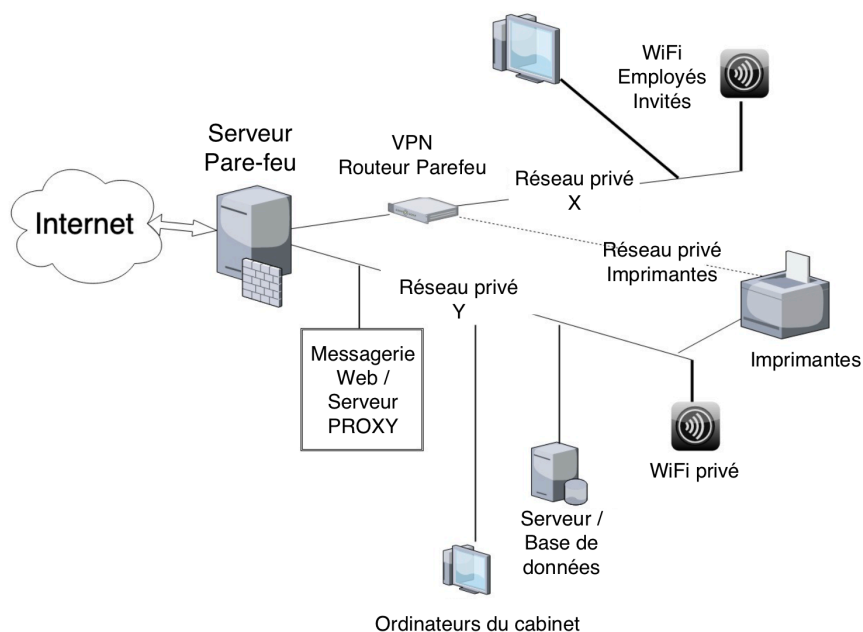 WiFi
Employés
Invités
Serveur
Pare-feu
VPN
Routeur Parefeu
Réseau privé
X
Internet
Réseau privé
Imprimantes
Réseau privé
Y
Messagerie
Web /
Serveur
PROXY
Imprimantes
WiFi privé
Serveur /
Base de
données
Ordinateurs du cabinet